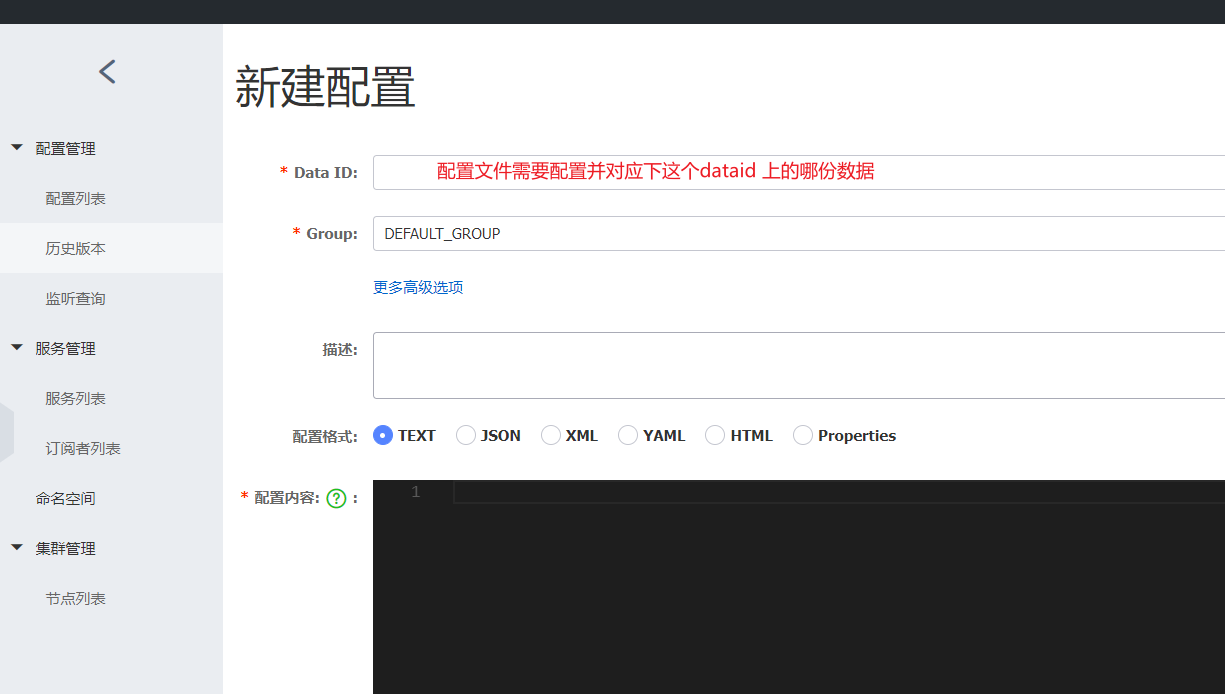 新建配置
配置管理
配置列表
历史版本
监听查询
服务管理
服务列表
订阅者列表
命名空间
集群管理
节点列表
* Data ID: 配置文件需要配置并对应下这个dataid 上的哪份数据
* Group: DEFAULT_GROUP
更多高级选项
描述:
配置格式: TEXT JSON XML YAML HTML Properties
* 配置内容: ? : 1